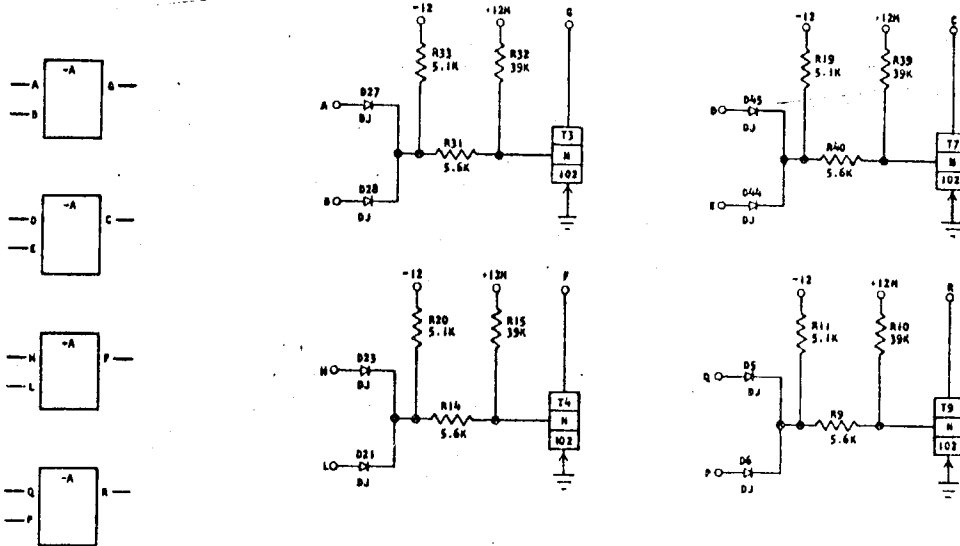 -A
A
B
G
-A
D
E
C
-A
H
L
F
-A
Q
P
R
-12
+12M
G
R33
5.1K
R32
39K
A
D27
DJ
R31
5.6K
T3
N
102
B
D28
DJ
-12
+12M
C
R19
5.1K
R39
39K
D
D45
DJ
R40
5.6K
T7
N
102
E
D44
DJ
-12
+12M
F
R20
5.1K
R15
39K
H
D23
DJ
R14
5.6K
T4
N
102
L
D21
DJ
-12
+12M
R
R11
5.1K
R10
39K
Q
D5
DJ
R9
5.6K
T9
N
102
P
D6
DJ